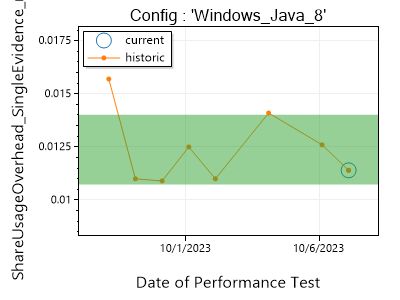 Config : 'Windows_Java_8'
current
historic
0.0175
0.015
0.0125
0.01
ShareUsageOverhead_SingleEvidence_
10/1/2023
10/6/2023
Date of Performance Test